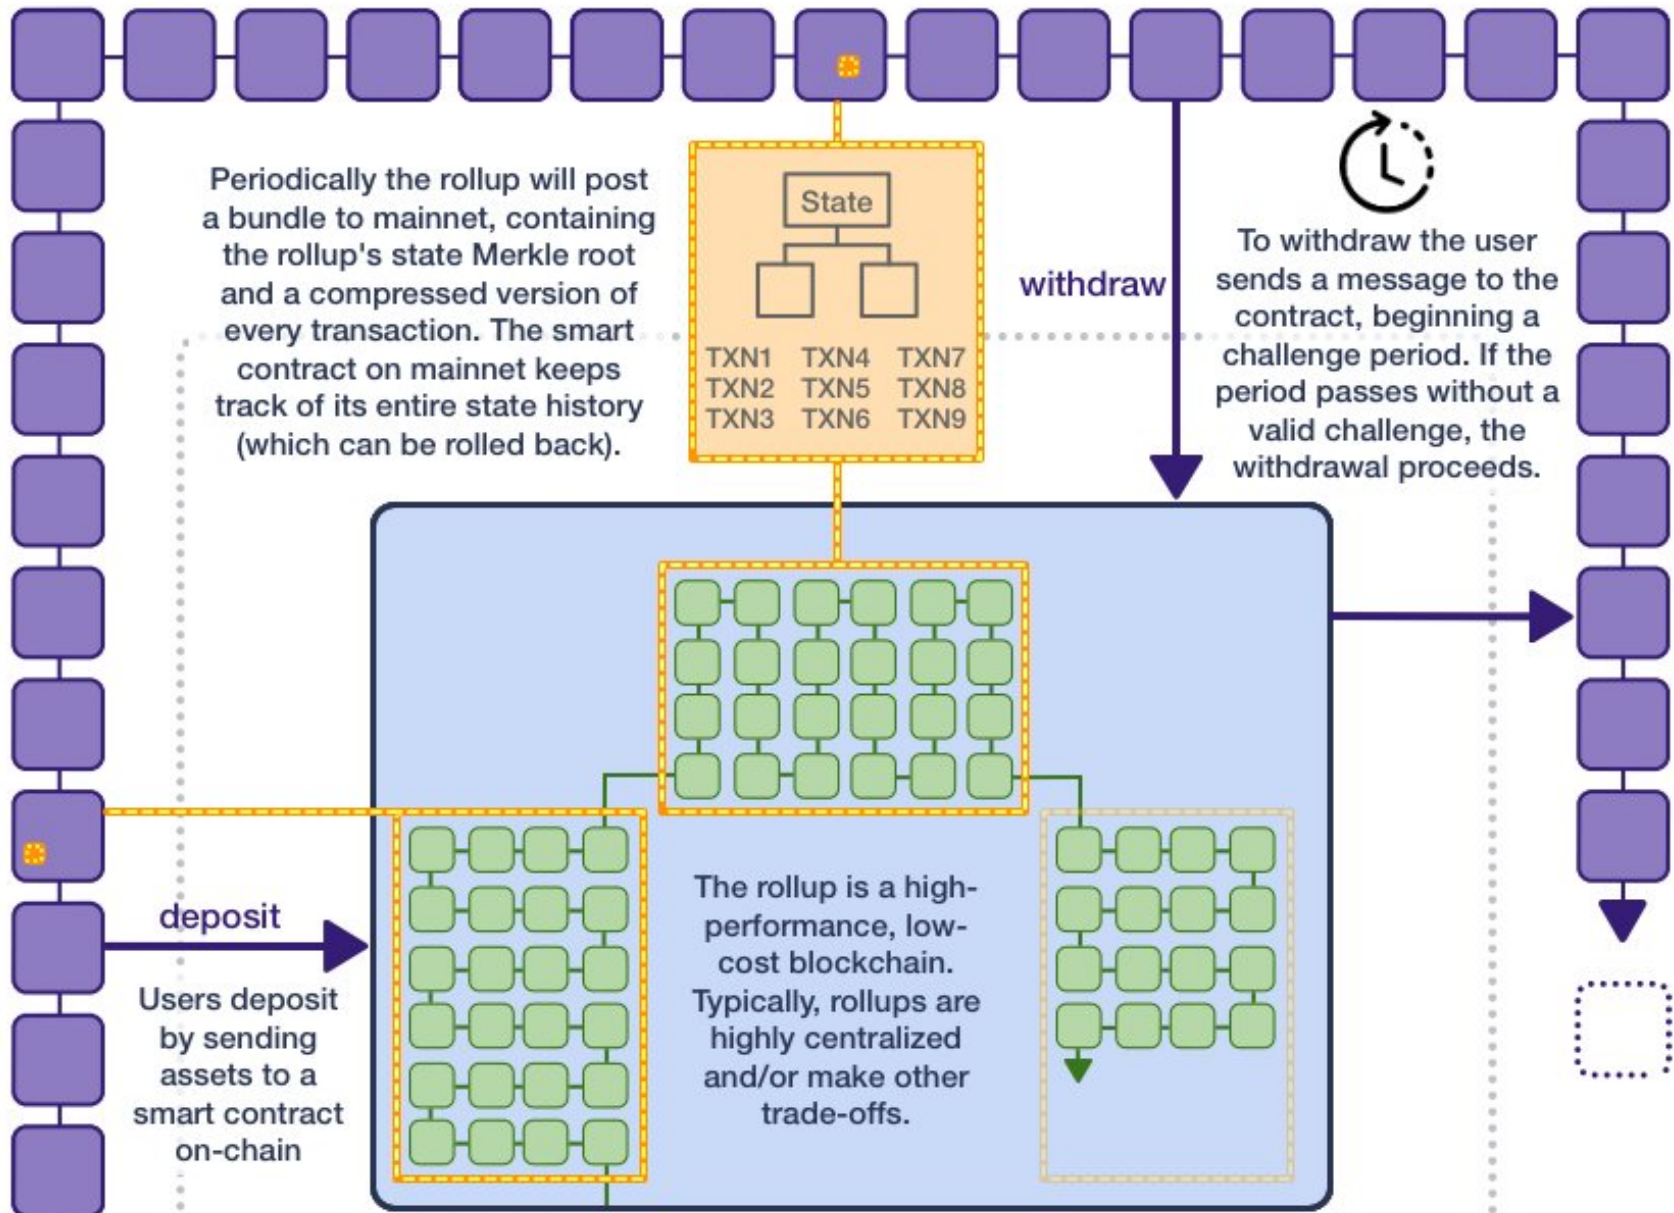 Periodically the rollup will post
a bundle to mainnet, containing
the rollup's state Merkle root
and a compressed version of
every transaction. The smart
contract on mainnet keeps
track of its entire state history
(which can be rolled back).
State
TXN1 TXN4 TXN7
TXN2 TXN5 TXN8
TXN3 TXN6 TXN9
withdraw
To withdraw the user
sends a message to the
contract, beginning a
challenge period. If the
period passes without a
valid challenge, the
withdrawal proceeds.
deposit
Users deposit
by sending
assets to a
smart contract
on-chain
The rollup is a high-
performance, low-
cost blockchain.
Typically, rollups are
highly centralized
and/or make other
trade-offs.